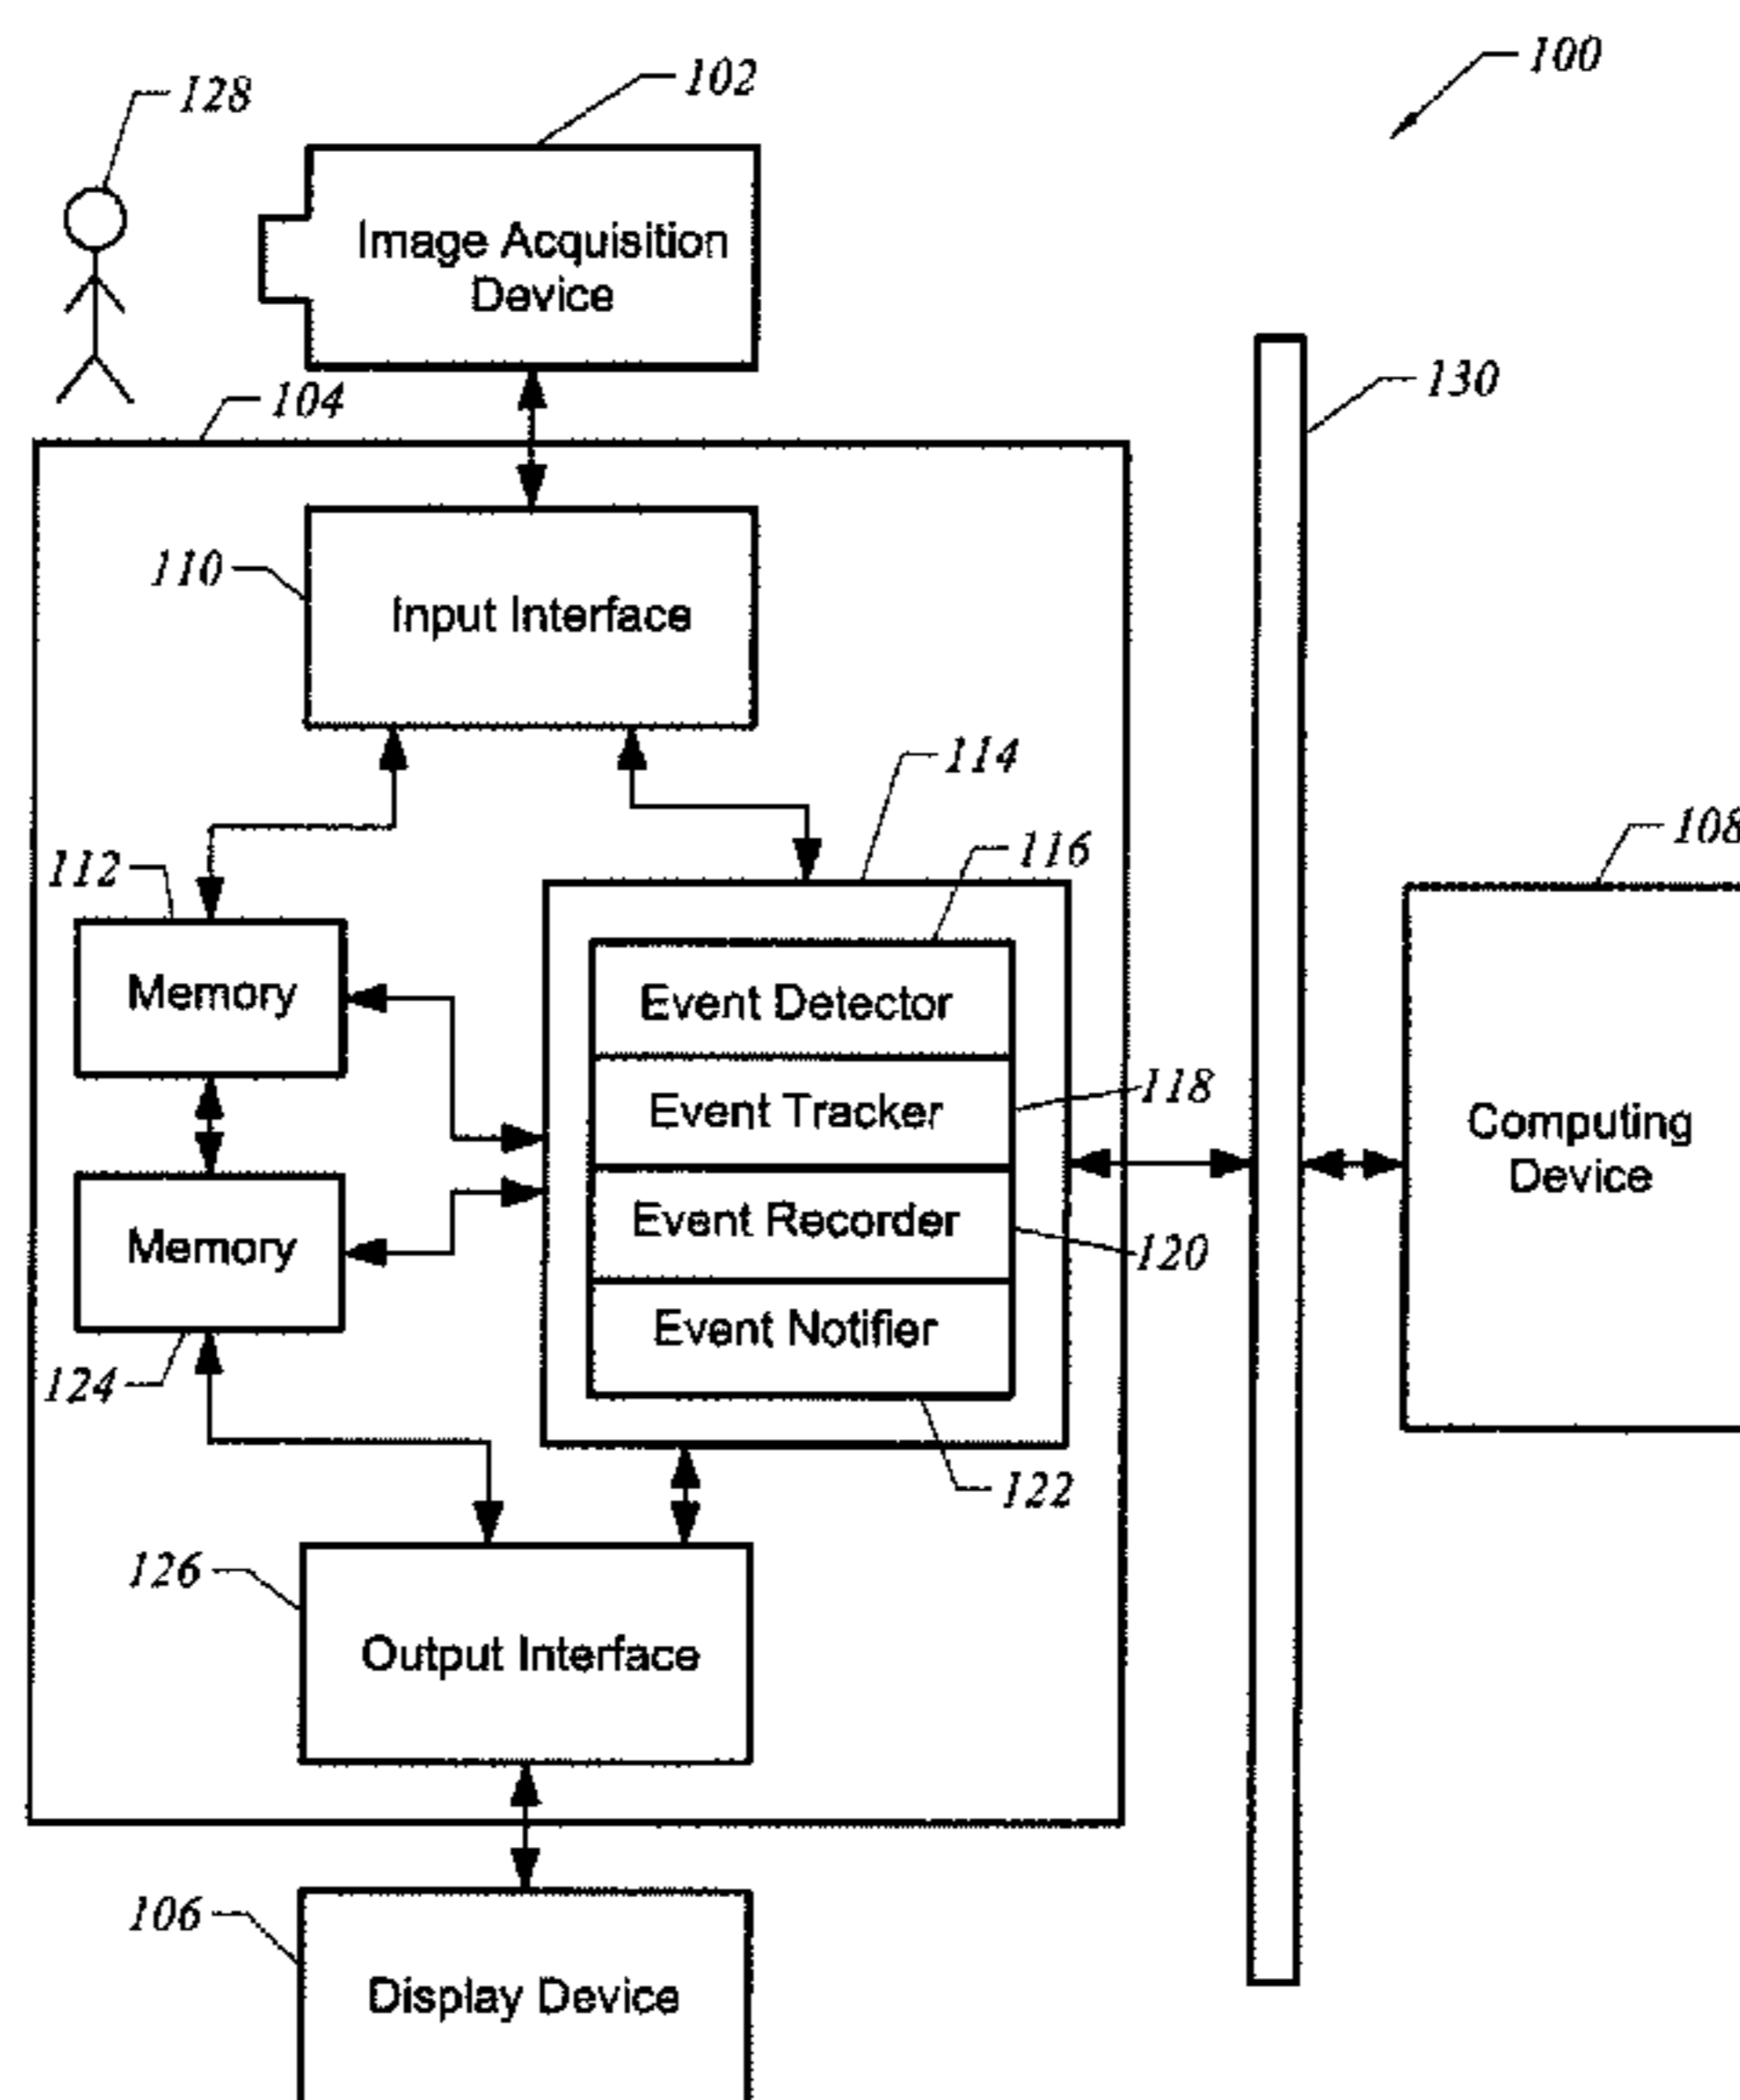 100
102
128
Image Acquisition
Device
104
130
110
Input Interface
114
108
116
112
Memory
Event Detector
118
Event Tracker
Computing
Device
Event Recorder
120
Memory
Event Notifier
124
122
126
Output Interface
106
Display Device